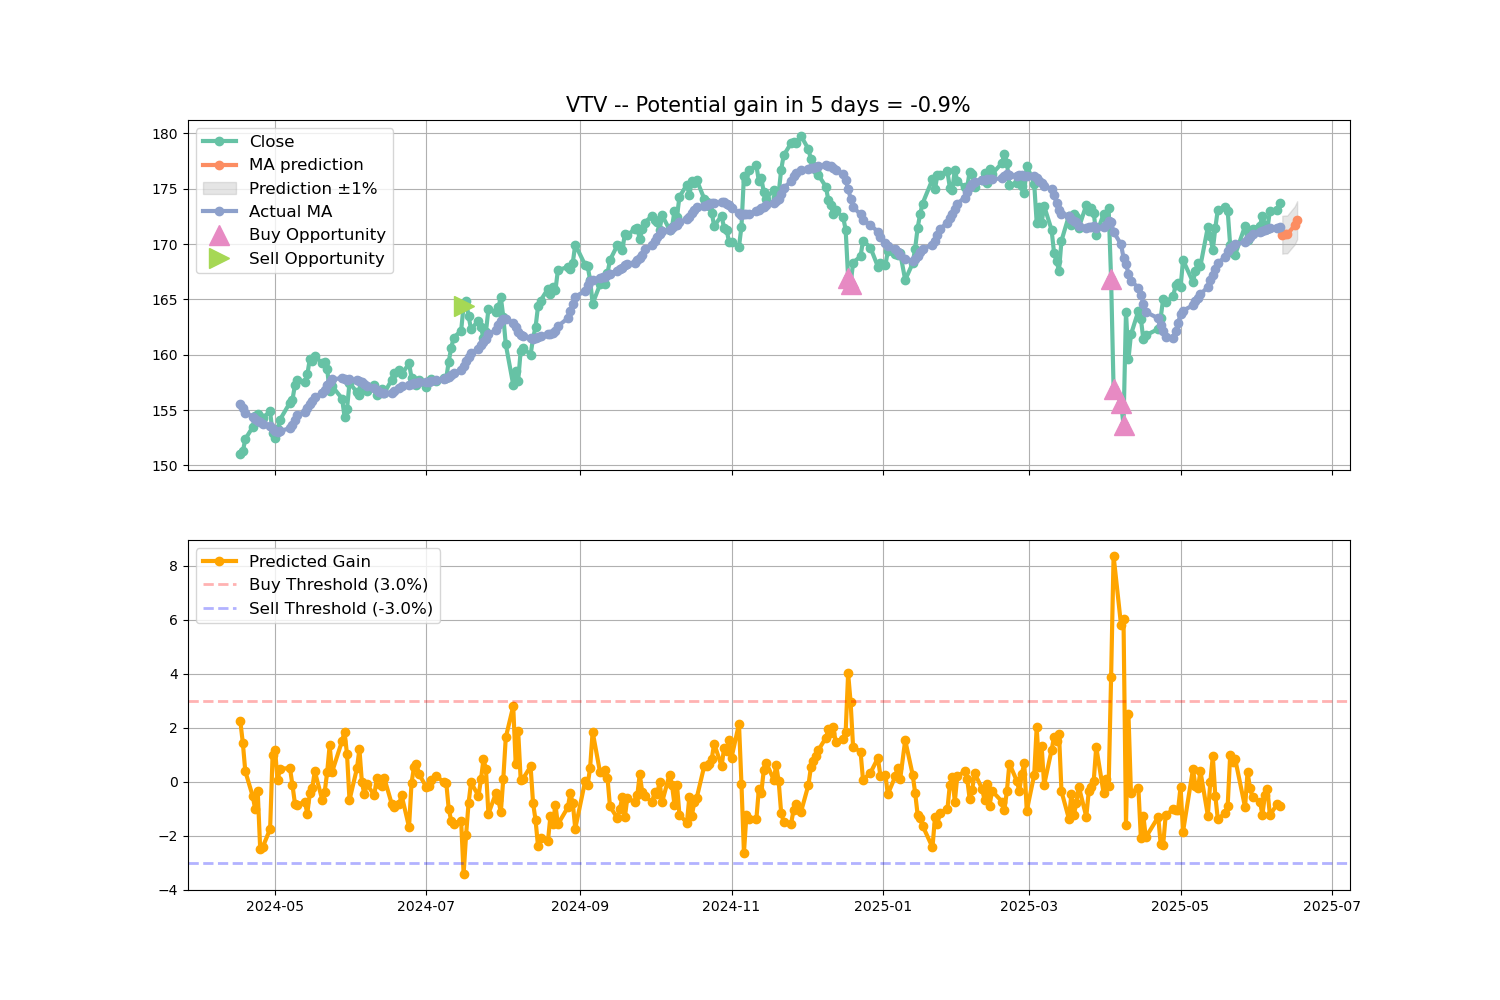 VTV -- Potential gain in 5 days = -0.9%
180
175
170
165
160
155
150
Close
MA prediction
Prediction ±1%
Actual MA
Buy Opportunity
Sell Opportunity
8
6
4
2
0
−2
−4
Predicted Gain
Buy Threshold (3.0%)
Sell Threshold (-3.0%)
2024-05
2024-07
2024-09
2024-11
2025-01
2025-03
2025-05
2025-07